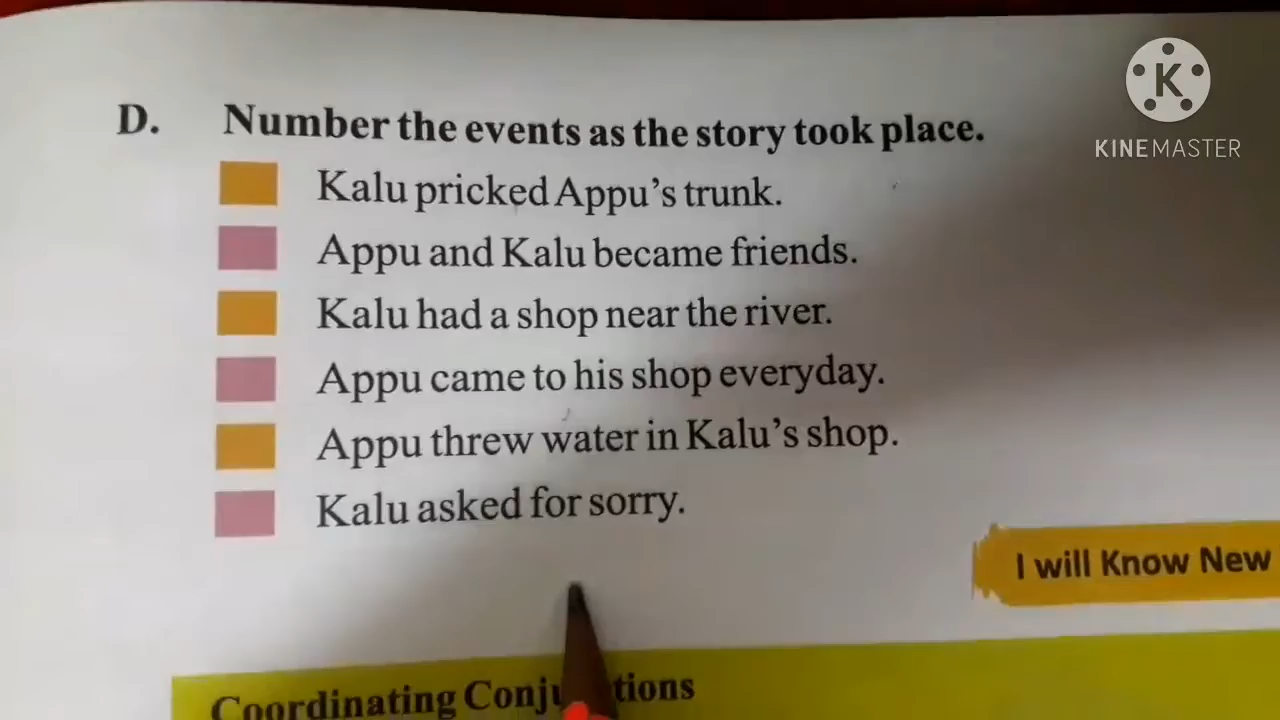 KINEMASTER
D. Number the events as the story took place.
Kalu pricked Appu's trunk.
Appu and Kalu became friends.
Kalu had a shop near the river.
Appu came to his shop everyday.
Appu threw water in Kalu's shop.
Kalu asked for sorry.
I will Know New
Coordinating